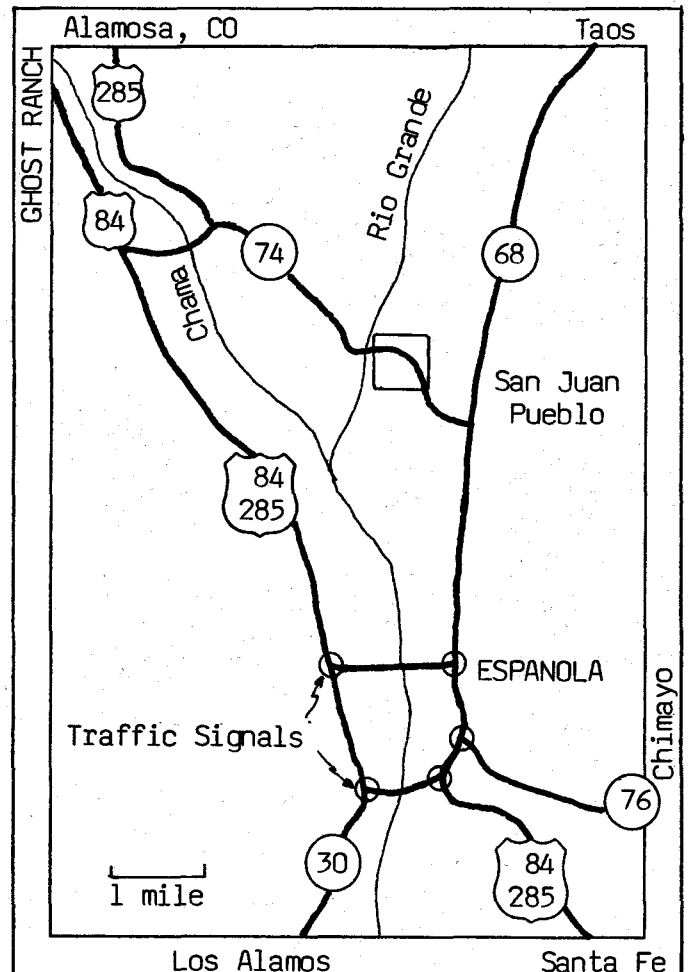 Alamosa, CO
Taos
GHOST RANCH
285
Rio Grande
84
74
68
Chama
San Juan
Pueblo
84
285
ESPANOLA
Traffic Signals
Chimayo
76
30
84
285
1 mile
Los Alamos
Santa Fe